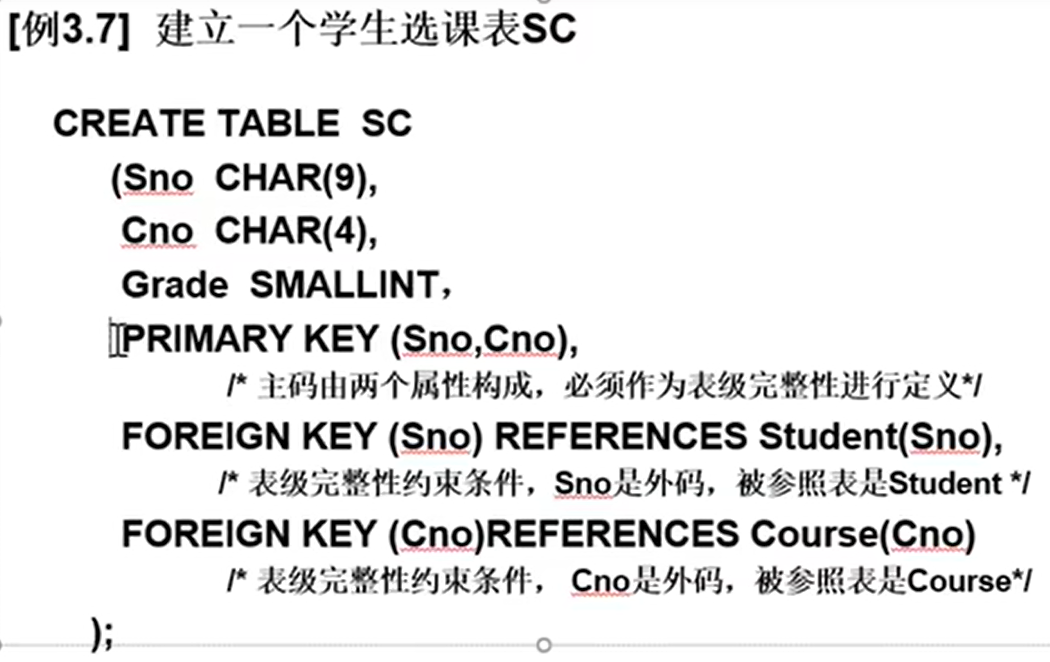 [例3.7] 建立一个学生选课表SC
CREATE TABLE SC
(Sno CHAR(9),
Cno CHAR(4),
Grade SMALLINT，
PRIMARY KEY (Sno,Cno),
/* 主码由两个属性构成，必须作为表级完整性进行定义*/
FOREIGN KEY (Sno) REFERENCES Student(Sno),
/* 表级完整性约束条件，Sno是外码，被参照表是Student */
FOREIGN KEY (Cno)REFERENCES Course(Cno)
/* 表级完整性约束条件， Cno是外码，被参照表是Course*/
);